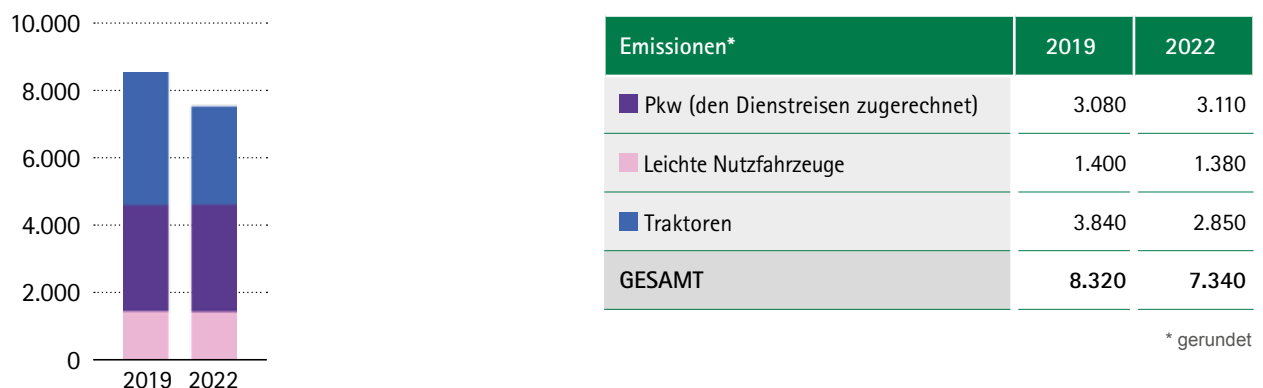 10.000
8.000
6.000
4.000
2.000
0
2019 2022
Emissionen* 2019 2022
Pkw (den Dienstreisen zugerechnet) 3.080 3.110
Leichte Nutzfahrzeuge 1.400 1.380
Traktoren 3.840 2.850
GESAMT 8.320 7.340
* gerundet